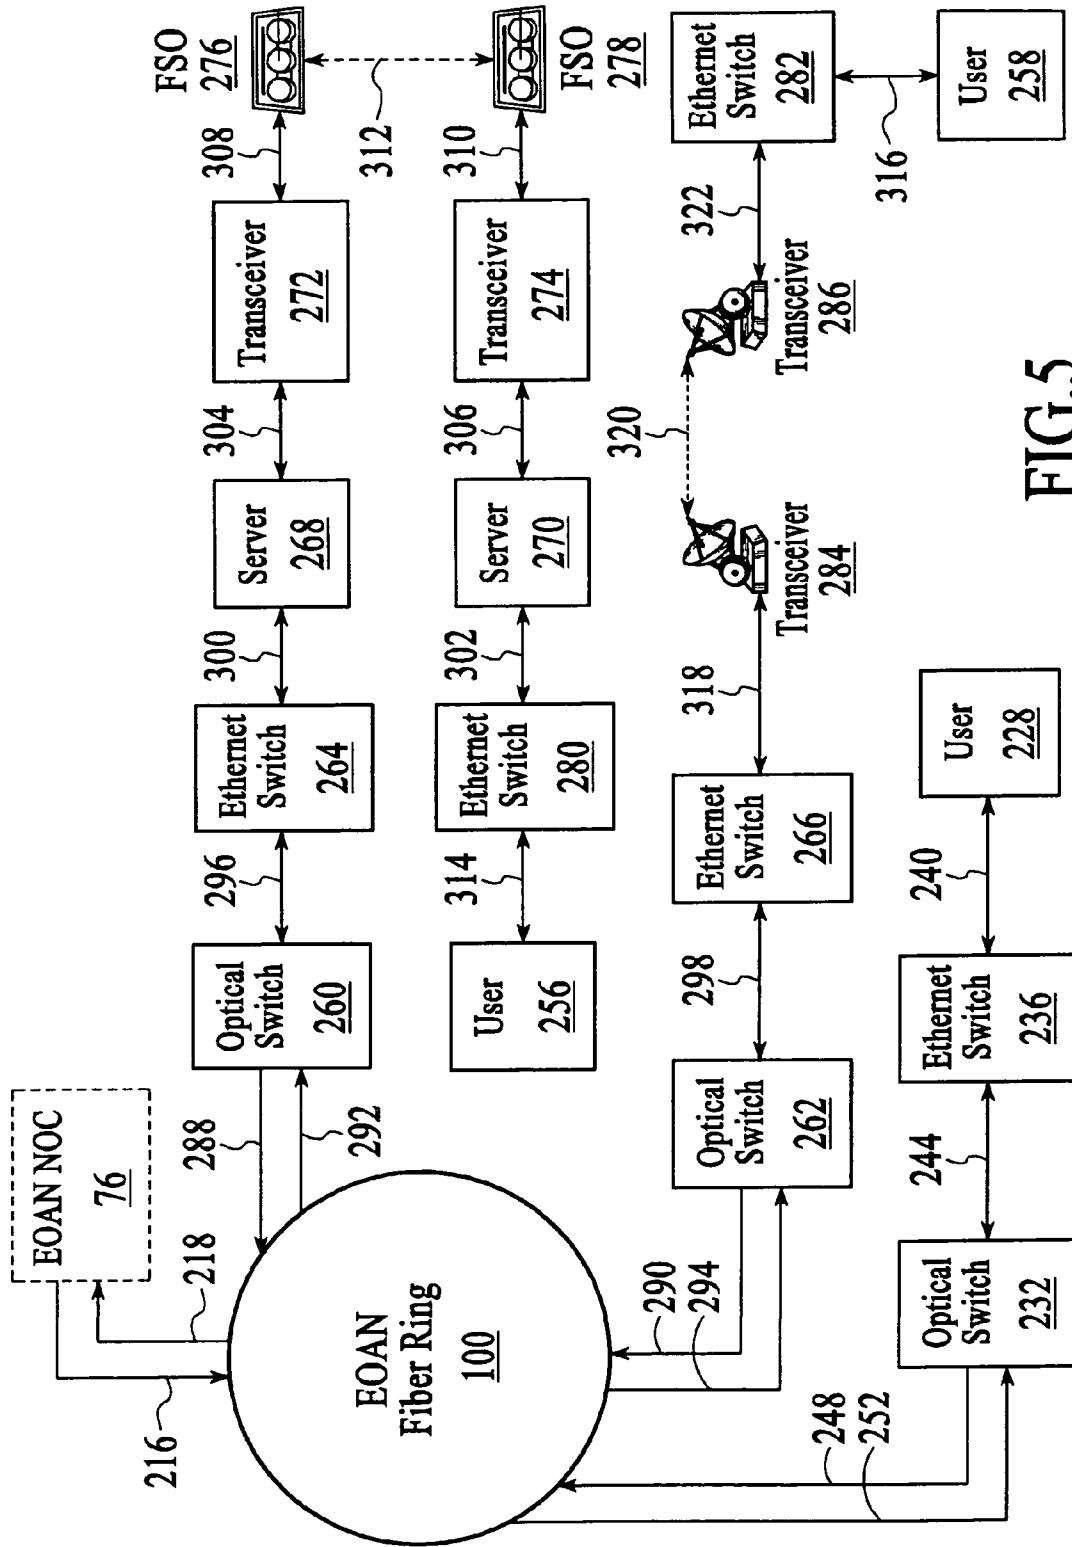 EOAN NOC
76
216
218
EOAN
Fiber Ring
100
288
292
Optical
Switch
260
296
Ethernet
Switch
264
300
Server
268
304
Transceiver
272
308
FSO
276
312
User
256
314
Ethernet
Switch
280
302
Server
270
306
Transceiver
274
310
FSO
278
290
294
Optical
Switch
262
298
Ethernet
Switch
266
318
Transceiver
284
320
Transceiver
286
322
Ethernet
Switch
282
316
User
258
248
252
Optical
Switch
232
244
Ethernet
Switch
236
240
User
228
FIG.5